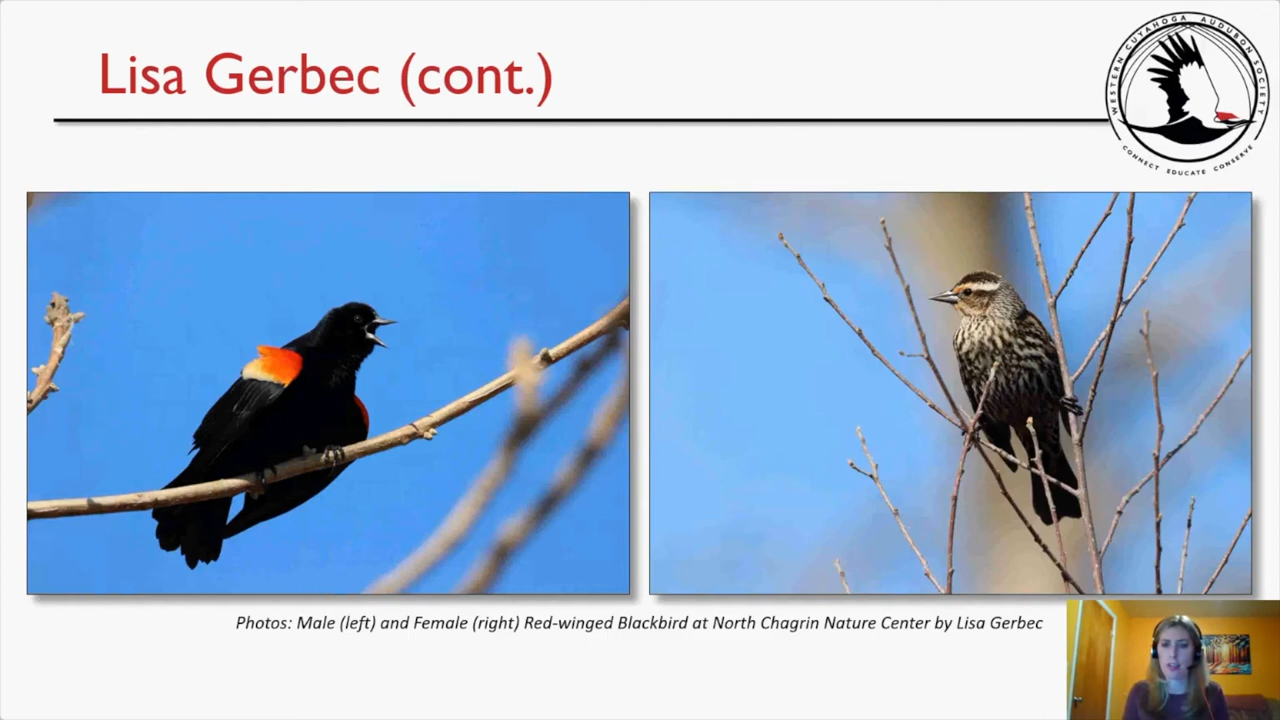 Lisa Gerbec (cont.)
WESTERN CUYAHOGA AUDUBON SOCIETY
CONNECT EDUCATE CONSERVE
Photos: Male (left) and Female (right) Red-winged Blackbird at North Chagrin Nature Center by Lisa Gerbec